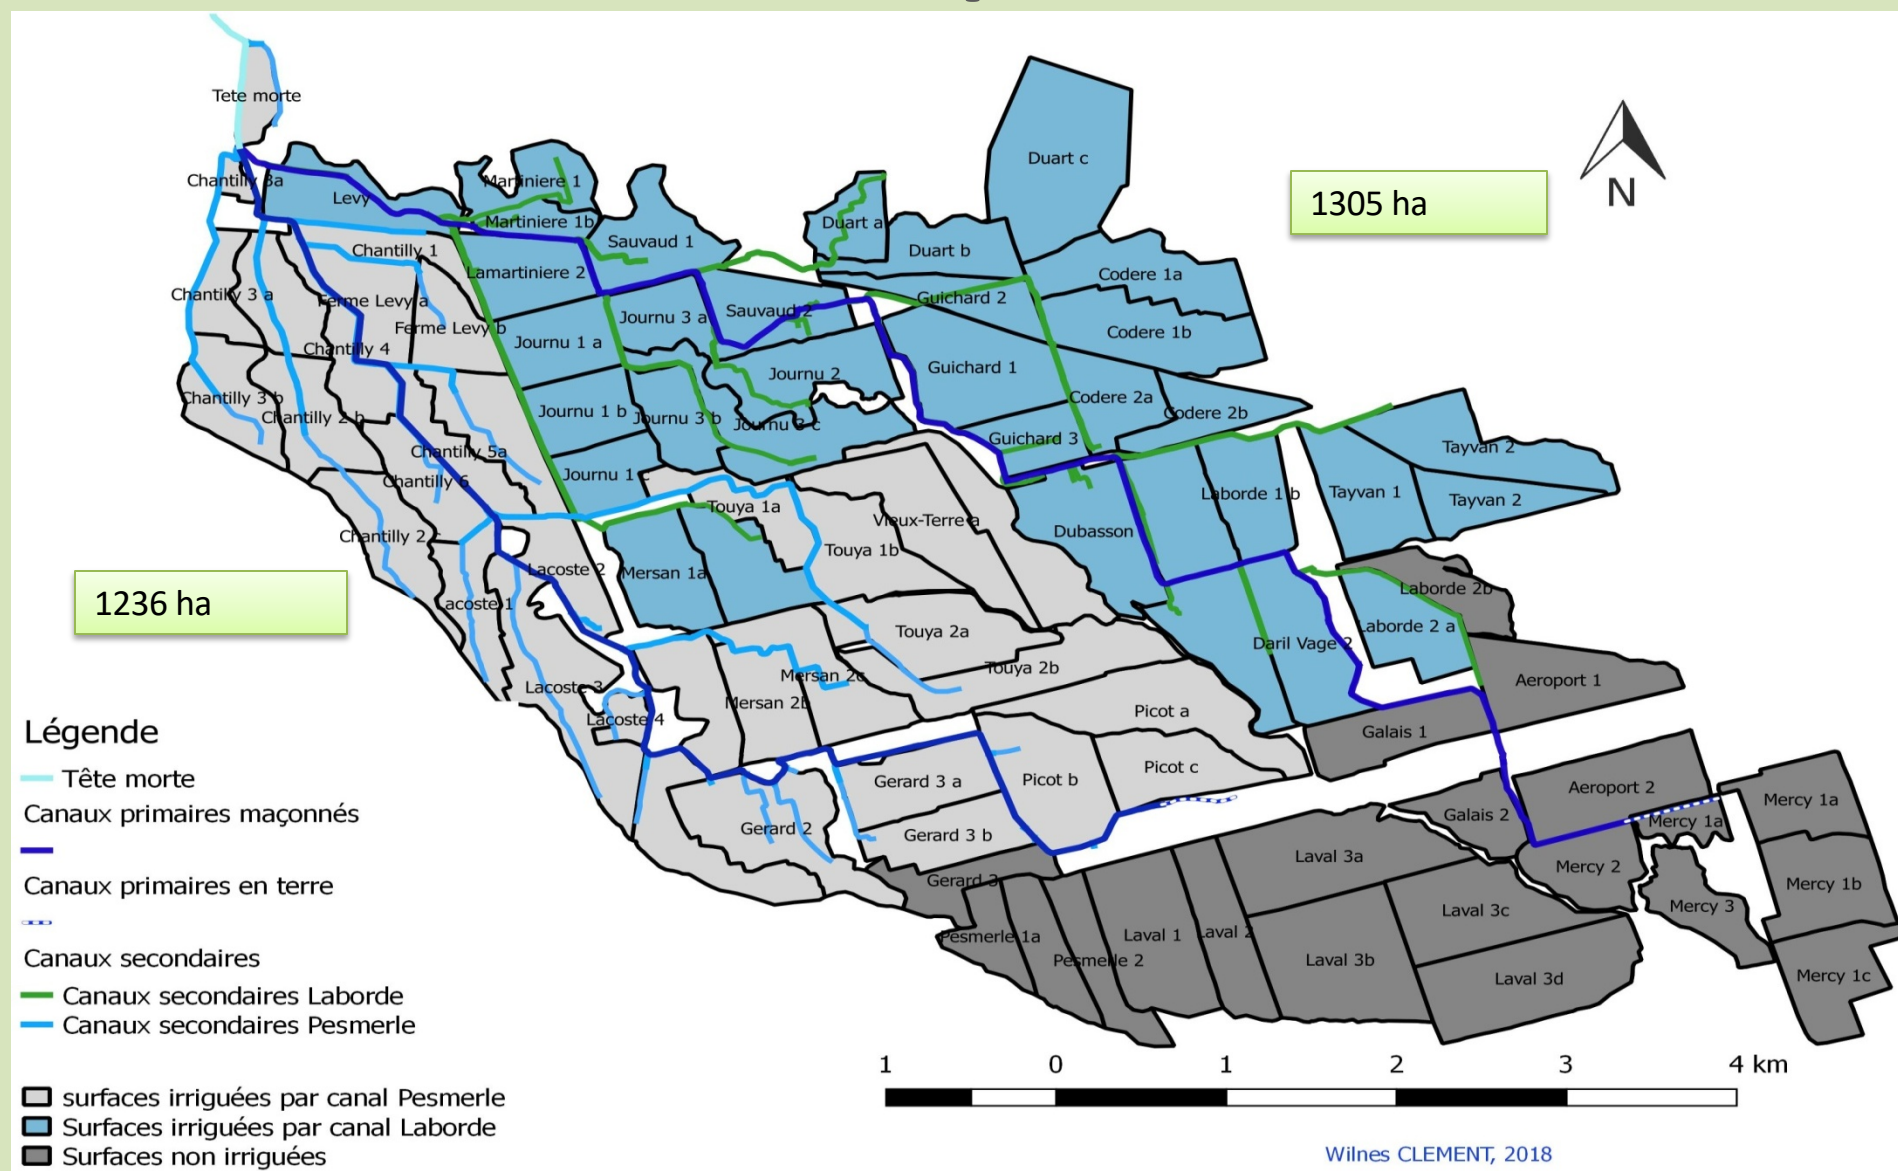 Tete morte
Duart c
Chantilly 3a
Martiniere 1
Levy
1305 ha
N
Martiniere 1b
Duart a
Sauvaud 1
Chantilly 1
Duart b
Lamartiniere 2
Codere 1a
Chantilly 3 a
Ferme Levy a
Guichard 2
Sauvaud 2
Journu 3 a
Ferme Levy b
Codere 1b
Journu 1 a
Chantilly 4
Guichard 1
Journu 2
Chantilly 3 b
Codere 2a
Journu 1 b
Codere 2b
Chantilly 2 b
Journu 3 b
Journu 3 c
Guichard 3
Tayvan 2
Chantilly 5a
Journu 1 c
Chantilly 6
Laborde 1 b
Tayvan 1
Tayvan 2
Touya 1a
Vieux-Terre a
Dubasson
Chantilly 2 c
Touya 1b
Lacoste 2
Mersan 1a
Laborde 2b
1236 ha
Lacoste 1
Laborde 2 a
Touya 2a
Daril Vage 2
Touya 2b
Mersan 2c
Aeroport 1
Lacoste 3
Mersan 2b
Picot a
Lacoste 4
Galais 1
Picot c
Gerard 3 a
Picot b
Aeroport 2
Mercy 1a
Galais 2
Mercy 1a
Gerard 2
Gerard 3 b
Laval 3a
Mercy 2
Gerard 3
Mercy 1b
Mercy 3
Laval 3c
Pesmerle 1a
Laval 1
Laval 2
Pesmerle 2
Laval 3b
Laval 3d
Mercy 1c
Légende
Tête morte
Canaux primaires maçonnés
Canaux primaires en terre
Canaux secondaires
Canaux secondaires Laborde
Canaux secondaires Pesmerle
surfaces irriguées par canal Pesmerle
Surfaces irriguées par canal Laborde
Surfaces non irriguées
1 0 1 2 3 4 km
Wilnes CLEMENT, 2018